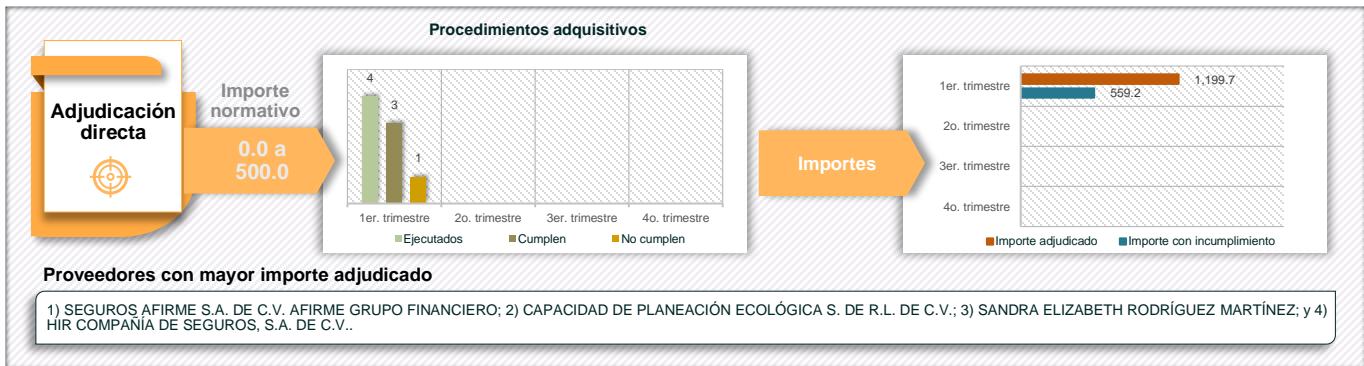 Procedimientos adquisitivos
Adjudicación
directa
Importe
normativo
0.0 a
500.0
4
3
1
1er. trimestre
2o. trimestre
3er. trimestre
4o. trimestre
Ejecutados
Cumplen
No cumplen
Importes
1er. trimestre
1,199.7
559.2
2o. trimestre
3er. trimestre
4o. trimestre
Importe adjudicado
Importe con incumplimiento
Proveedores con mayor importe adjudicado
1) SEGUROS AFIRME S.A. DE C.V. AFIRME GRUPO FINANCIERO; 2) CAPACIDAD DE PLANEACIÓN ECOLÓGICA S. DE R.L. DE C.V.; 3) SANDRA ELIZABETH RODRÍGUEZ MARTÍNEZ; y 4)
HIR COMPAÑÍA DE SEGUROS, S.A. DE C.V..